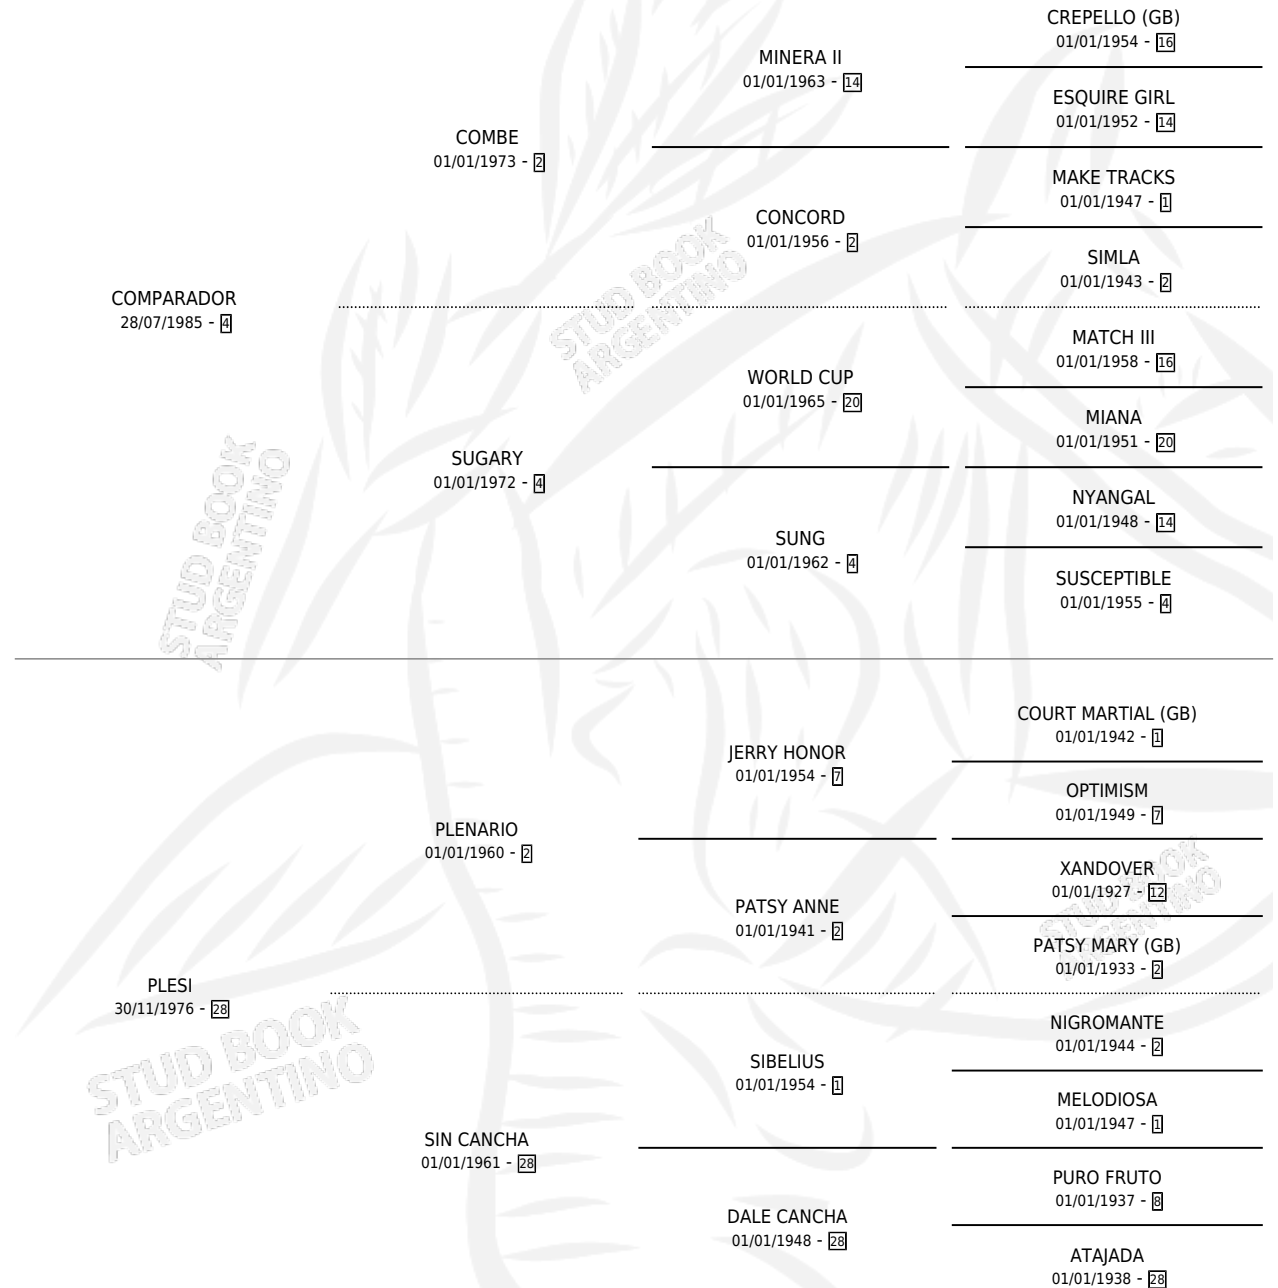 CREPELLO (GB)
01/01/1954 - 16
MINERA II
01/01/1963 - 14
ESQUIRE GIRL
01/01/1952 - 14
COMBE
01/01/1973 - 2
MAKE TRACKS
01/01/1947 - 1
CONCORD
01/01/1956 - 2
SIMLA
01/01/1943 - 2
COMPARADOR
28/07/1985 - 4
STUD BOOK
ARGENTINO
MATCH III
01/01/1958 - 16
WORLD CUP
01/01/1965 - 20
MIANA
01/01/1951 - 20
SUGARY
01/01/1972 - 4
NYANGAL
01/01/1948 - 14
SUNG
01/01/1962 - 4
SUSCEPTIBLE
01/01/1955 - 4
STUD BOOK
ARGENTINO
COURT MARTIAL (GB)
01/01/1942 - 1
JERRY HONOR
01/01/1954 - 7
OPTIMISM
01/01/1949 - 7
PLENARIO
01/01/1960 - 2
XANDOVER
01/01/1927 - 12
PATSY ANNE
01/01/1941 - 2
PATSY MARY (GB)
01/01/1933 - 2
STUD BOOK
ARGENTINO
PLESI
30/11/1976 - 28
NIGROMANTE
01/01/1944 - 2
SIBELIUS
01/01/1954 - 1
MELODIOSA
01/01/1947 - 1
STUD BOOK
ARGENTINO
SIN CANCHA
01/01/1961 - 28
PURO FRUTO
01/01/1937 - 8
DALE CANCHA
01/01/1948 - 28
ATAJADA
01/01/1938 - 28